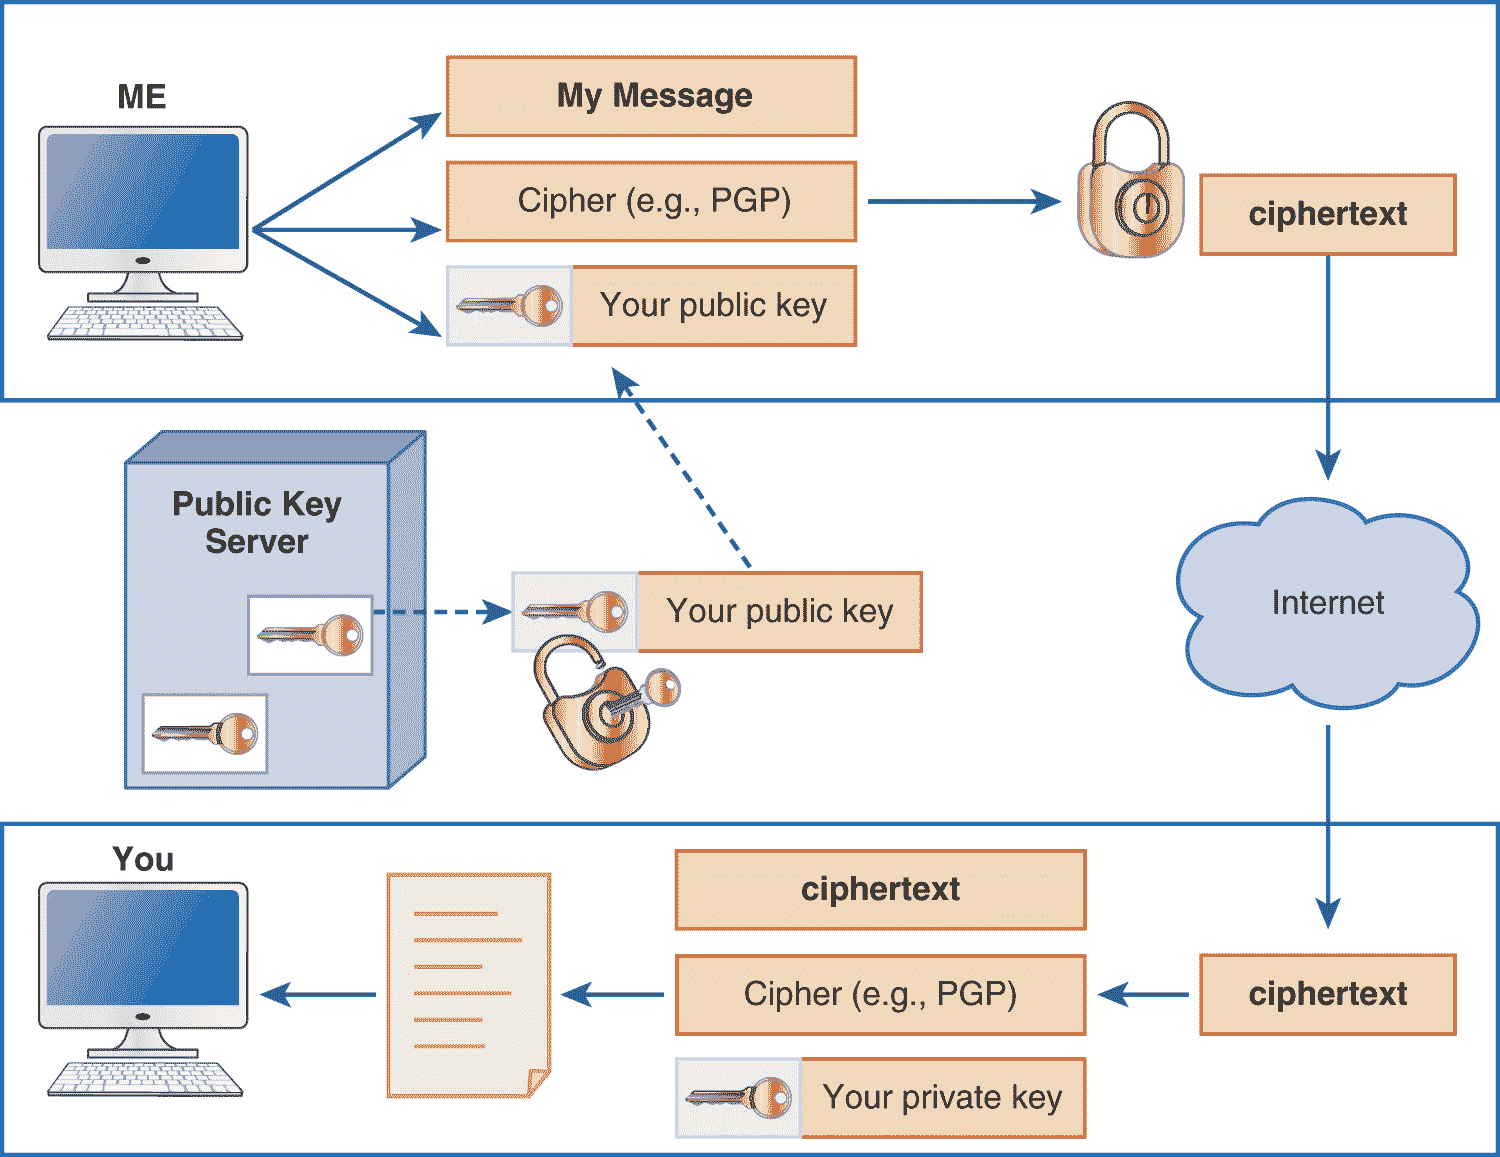 ME
My Message
Cipher (e.g., PGP)
Your public key
ciphertext
Public Key
Server
Your public key
Internet
You
ciphertext
Cipher (e.g., PGP)
Your private key
ciphertext